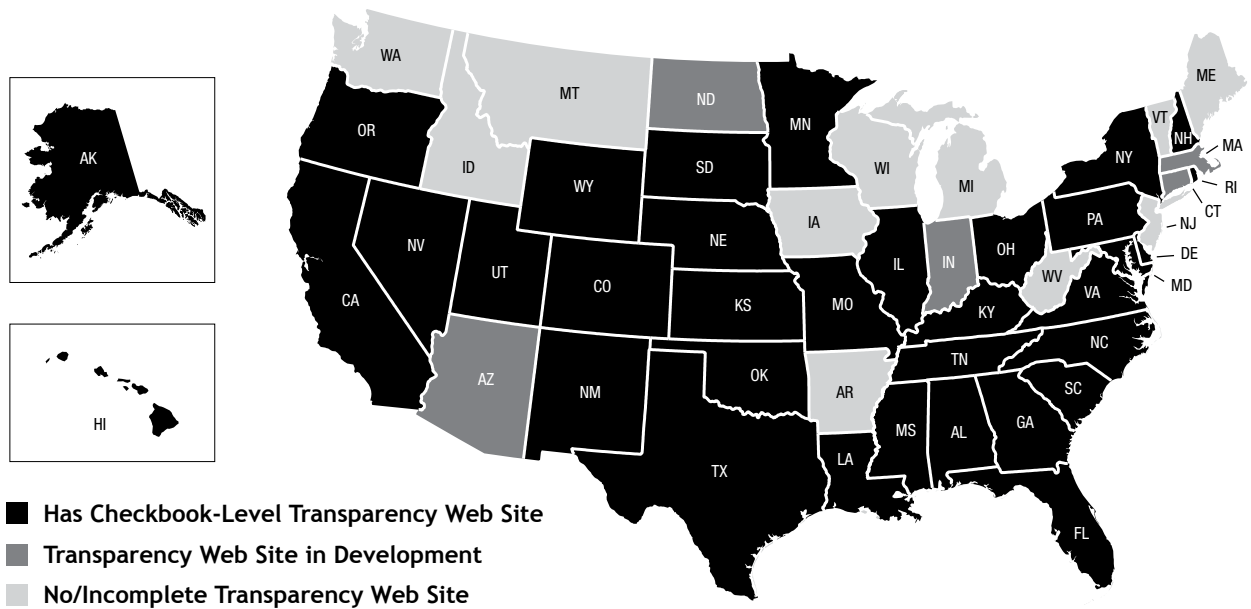 ME
WA
MT
ND
VT
MN
NH
OR
MA
AK
NY
ID
WI
SD
MI
WY
RI
CT
PA
IA
NJ
NE
NV
OH
DE
IL
IN
UT
WV
MD
CO
VA
CA
KS
MO
KY
NC
TN
OK
AZ
SC
NM
AR
GA
HI
MS
AL
LA
TX
FL
Has Checkbook-Level Transparency Web Site
Transparency Web Site in Development
No/Incomplete Transparency Web Site